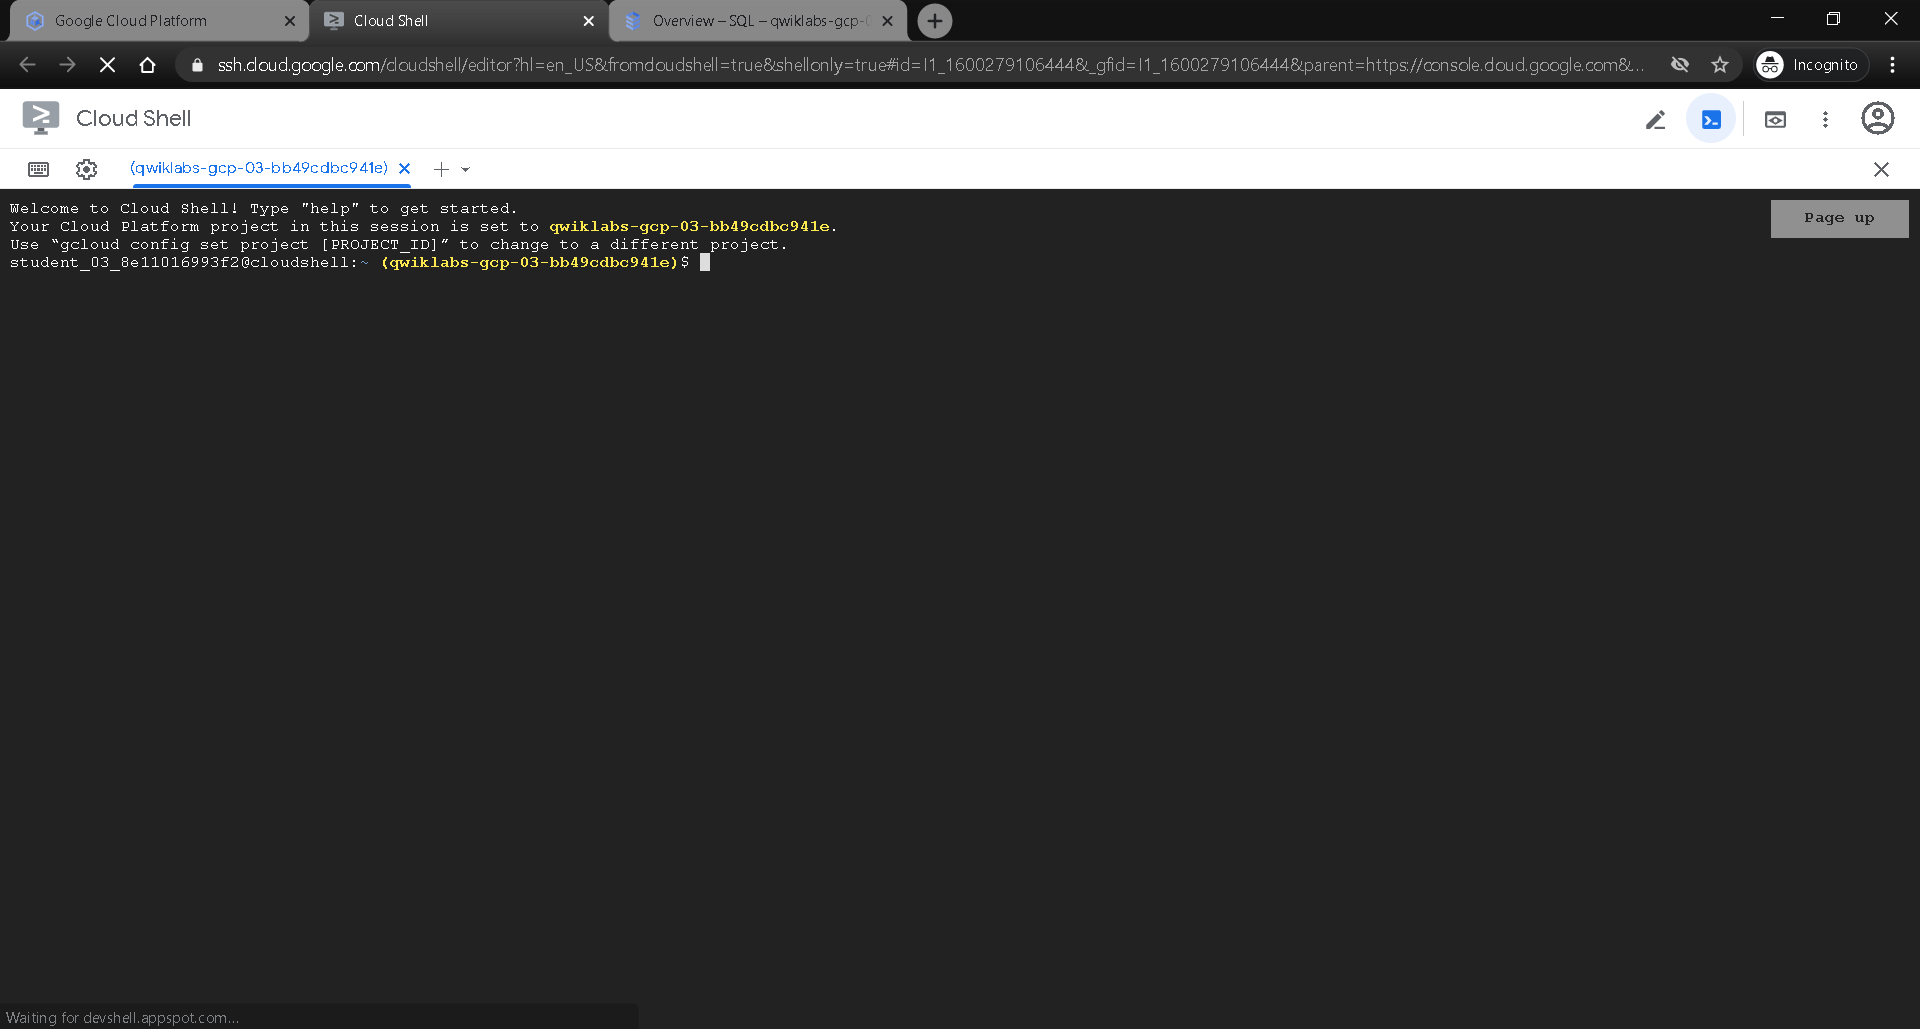 Google Cloud Platform
Cloud Shell
Overview – SQL – qwiklabs-gcp-0
ssh.cloud.google.com/cloudshell/editor?hl=en_US&fromcloudshell=true&shellonly=true#id=I1_1600279106444&_gfid=I1_1600279106444&parent=https://console.cloud.google.com&...
Incognito
Cloud Shell
(qwiklabs-gcp-03-bb49cdbc941e)
Welcome to Cloud Shell! Type "help" to get started.
Your Cloud Platform project in this session is set to qwiklabs-gcp-03-bb49cdbc941e.
Use “gcloud config set project [PROJECT_ID]” to change to a different project.
student_03_8e11016993f2@cloudshell:~ (qwiklabs-gcp-03-bb49cdbc941e)$
Page up
Waiting for devshell.appspot.com...